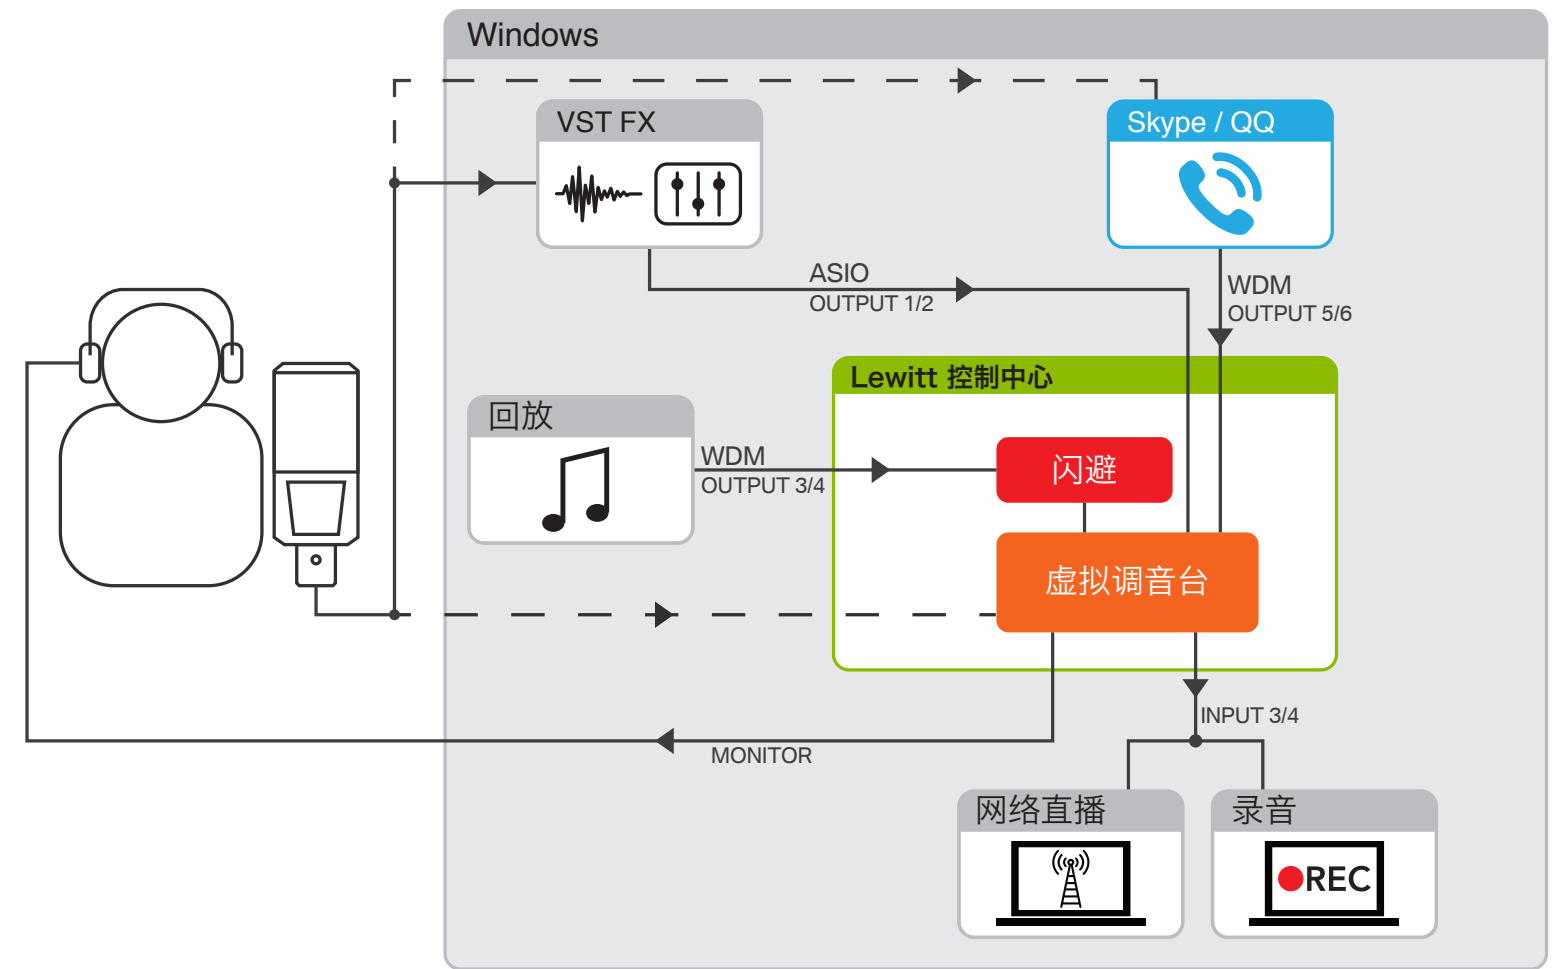 Windows
VST FX
Skype / QQ
ASIO
OUTPUT 1/2
WDM
OUTPUT 5/6
Lewitt 控制中心
回放
WDM
OUTPUT 3/4
闪避
虚拟调音台
INPUT 3/4
MONITOR
网络直播
录音
REC